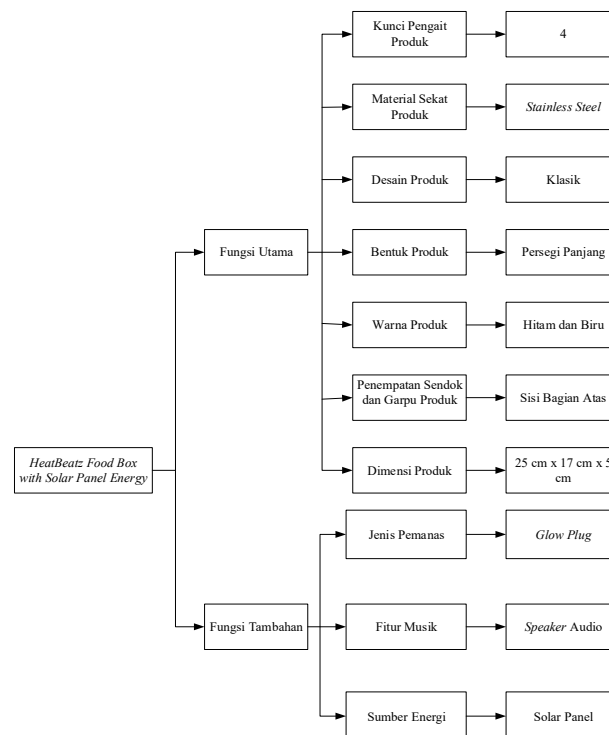 Kunci Pengait
Produk
4
Material Sekat
Produk
Stainless Steel
Desain Produk
Klasik
Fungsi Utama
Bentuk Produk
Persegi Panjang
Warna Produk
Hitam dan Biru
Penempatan Sendok
dan Garpu Produk
Sisi Bagian Atas
HeatBeatz Food Box
with Solar Panel Energy
Dimensi Produk
25 cm x 17 cm x 5
cm
Jenis Pemanas
Glow Plug
Fungsi Tambahan
Fitur Musik
Speaker Audio
Sumber Energi
Solar Panel